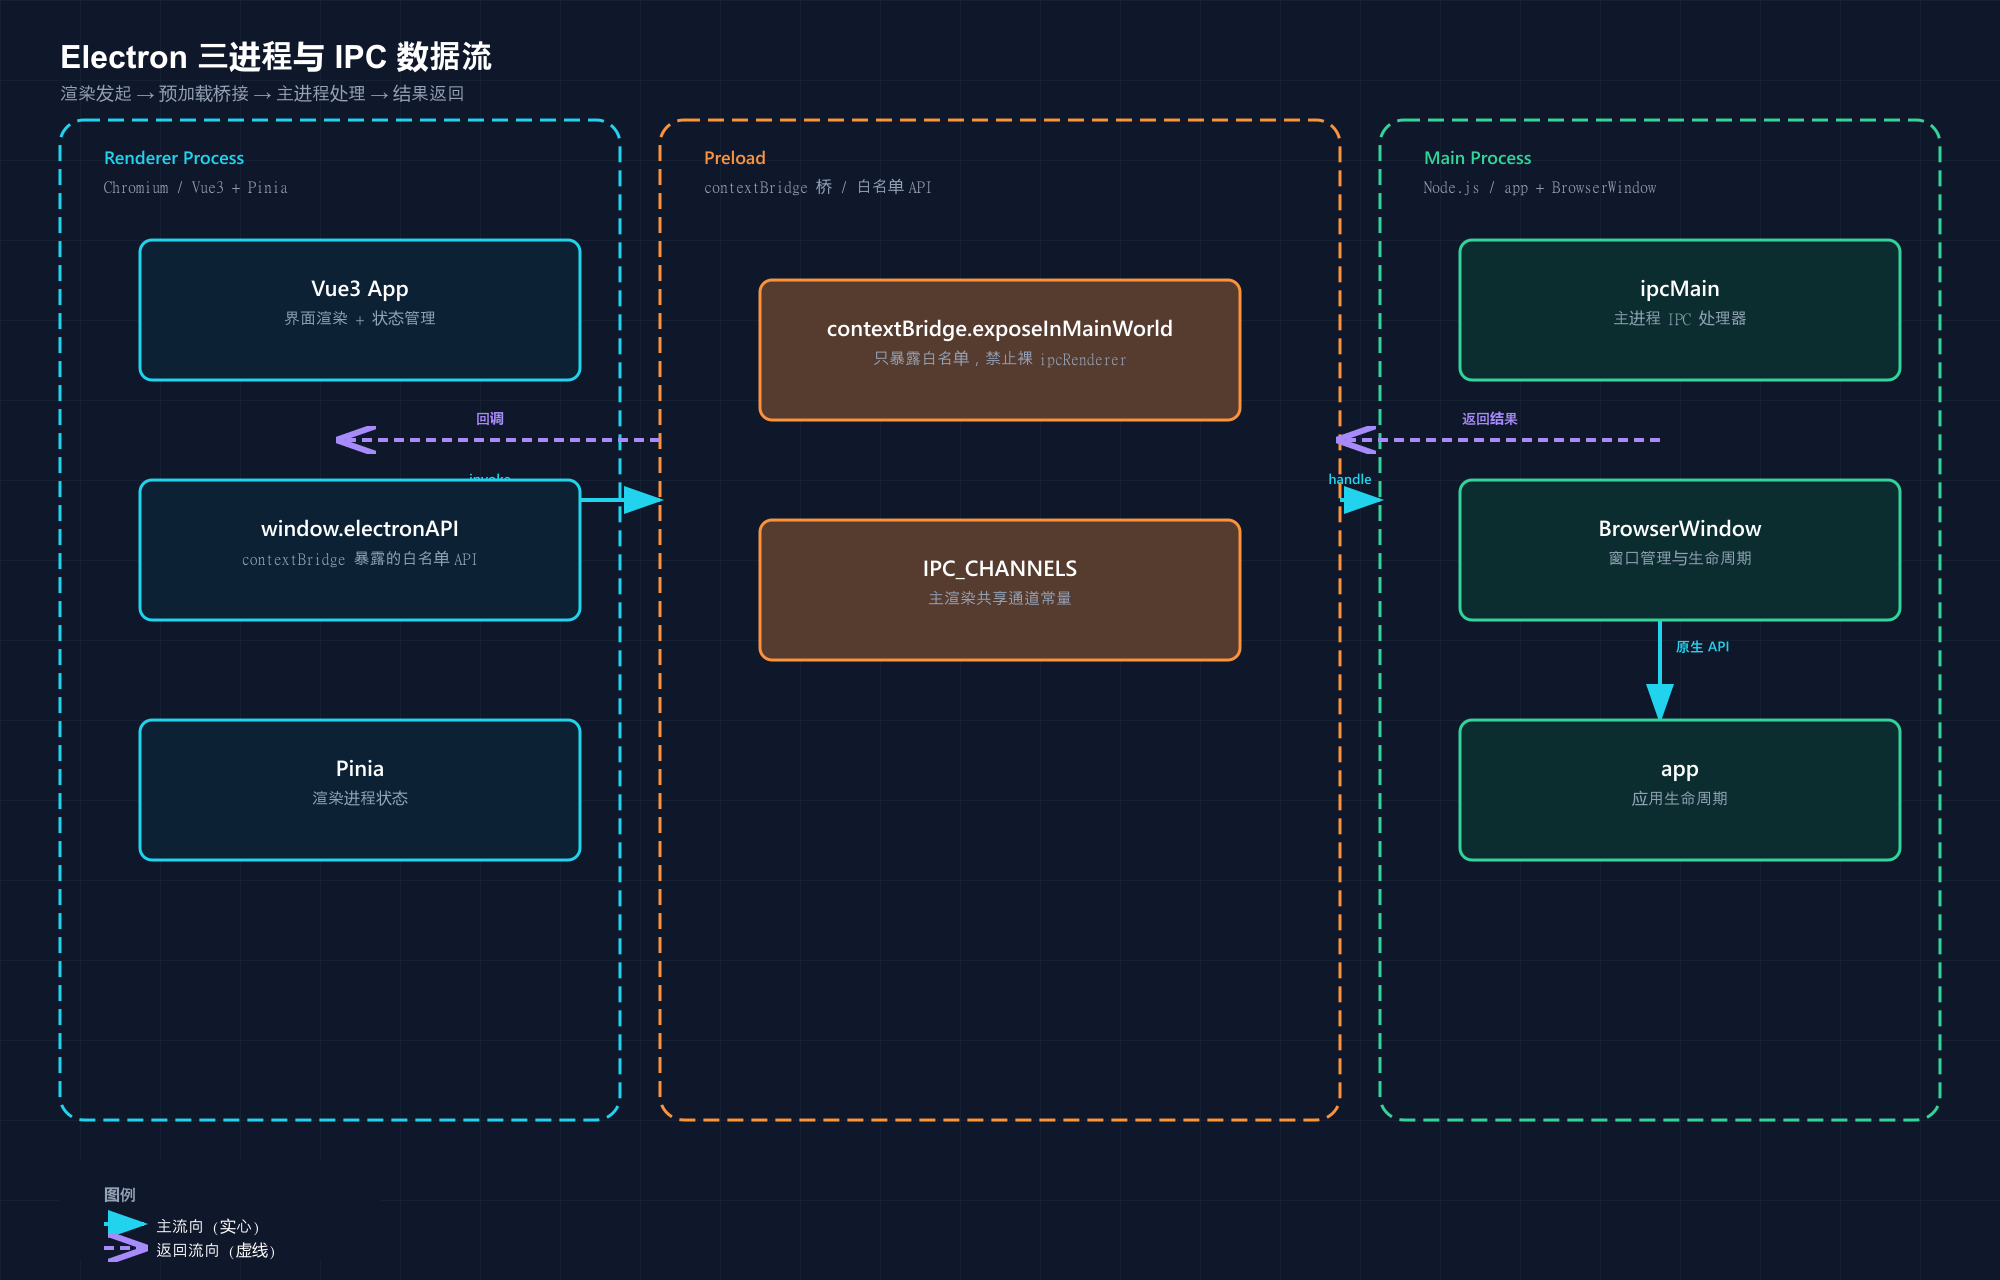 Electron 三进程与 IPC 数据流
渲染发起 → 预加载桥接 → 主进程处理 → 结果返回
Renderer Process
Chromium / Vue3 + Pinia
Vue3 App
界面渲染 + 状态管理
回调
window.electronAPI
contextBridge 暴露的白名单 API
Pinia
渲染进程状态
Preload
contextBridge 桥 / 白名单 API
contextBridge.exposeInMainWorld
只暴露白名单，禁止裸 ipcRenderer
IPC_CHANNELS
主渲染共享通道常量
handle
Main Process
Node.js / app + BrowserWindow
ipcMain
主进程 IPC 处理器
返回结果
BrowserWindow
窗口管理与生命周期
原生 API
app
应用生命周期
图例
主流向 (实心)
返回流向 (虚线)